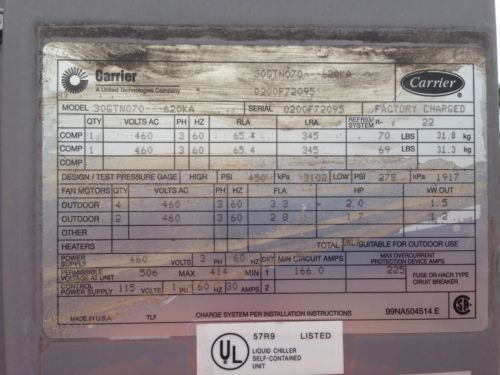 Carrier
A United Technologies Company
30GTN070---620KA
0200F72095
Carrier
MODEL 30GTN070---620KA SERIAL 0200F72095 FACTORY CHARGED
QTY VOLTS AC PH HZ RLA LRA REFRIG/SYSTEM R- 22
COMP 1 460 3 60 65.4 345 70 LBS 31.8 kg
COMP 1 460 3 60 65.4 345 69 LBS 31.3 kg
COMP
DESIGN / TEST PRESSURE GAGE HIGH PSI 450 kPa 3102 LOW PSI 278 kPa 1917
FAN MOTORS QTY VOLTS AC PH HZ FLA HP kW OUT
OUTDOOR 4 460 3 60 3.3 2.0 1.5
OUTDOOR 2 460 3 60 2.8 1.7 1.2
OTHER
HEATERS TOTAL SUITABLE FOR OUTDOOR USE
POWER SUPPLY 460 VOLTS 3 PH 60 HZ CKT MIN CIRCUIT AMPS MAX OVERCURRENT PROTECTIVE DEVICE AMPS
PERMISSIBLE VOLTAGE AT UNIT 506 MAX 414 MIN 1 166.0 225 FUSE OR HACR TYPE CIRCUIT BREAKER
CONTROL POWER SUPPLY 115 VOLTS 1 PH 60 HZ 30 AMPS 2
MADE IN U.S.A. TLF CHARGE SYSTEM PER INSTALLATION INSTRUCTIONS 99NA504514 E
UL
57R9 LISTED
LIQUID CHILLER
SELF-CONTAINED
UNIT